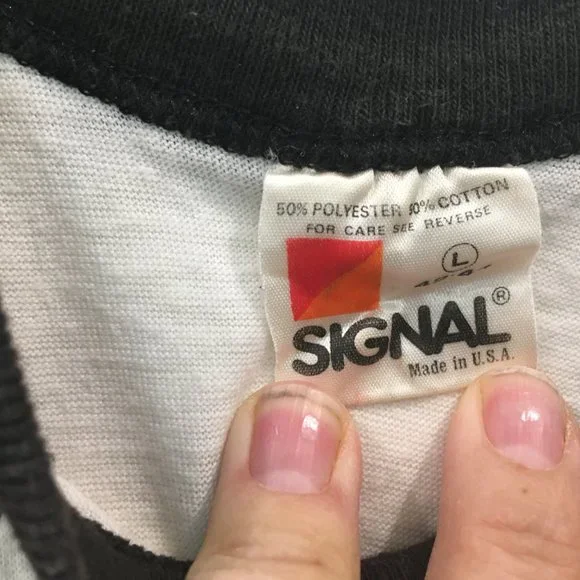 50% POLYESTER 50% COTTON
FOR CARE SEE REVERSE
L
SIGNAL®
Made in U.S.A.